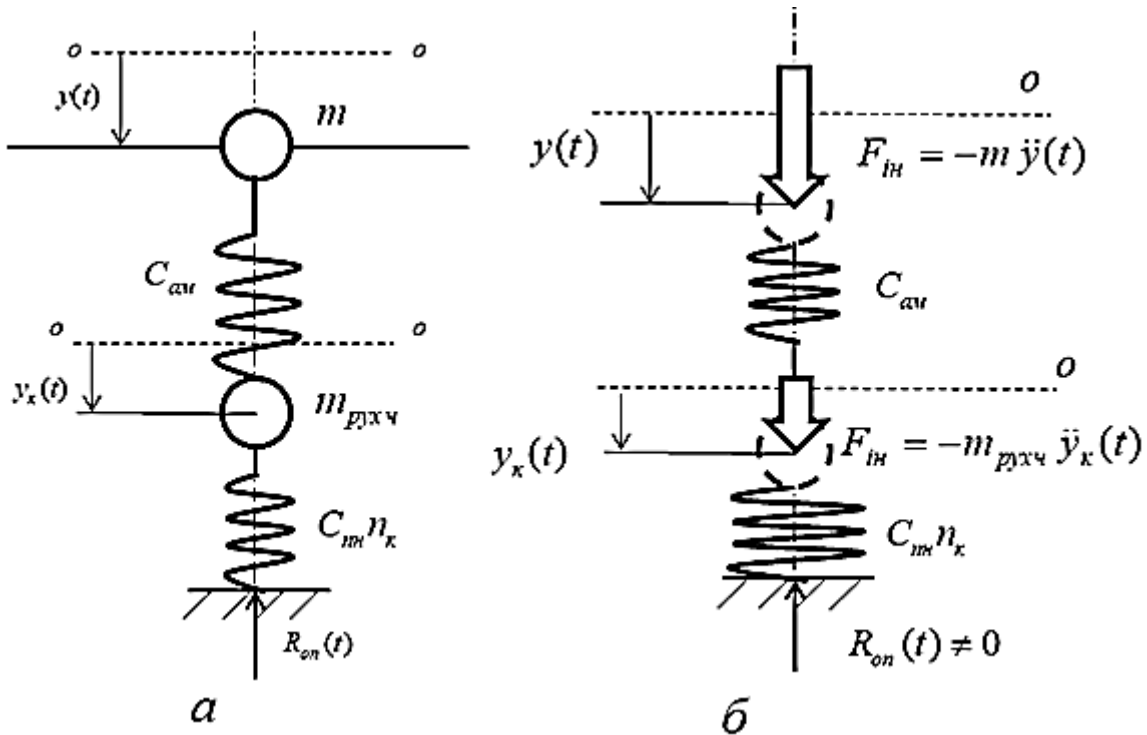 o o
y(t)
m
C_ам
o o
y_к(t)
m_рухч
C_пн n_к
R_оп(t)
а
o
y(t)
F_ін = -m ÿ(t)
C_ам
o
y_к(t)
F_ін = -m_рухч ÿ_к(t)
C_пн n_к
R_оп(t) ≠ 0
б